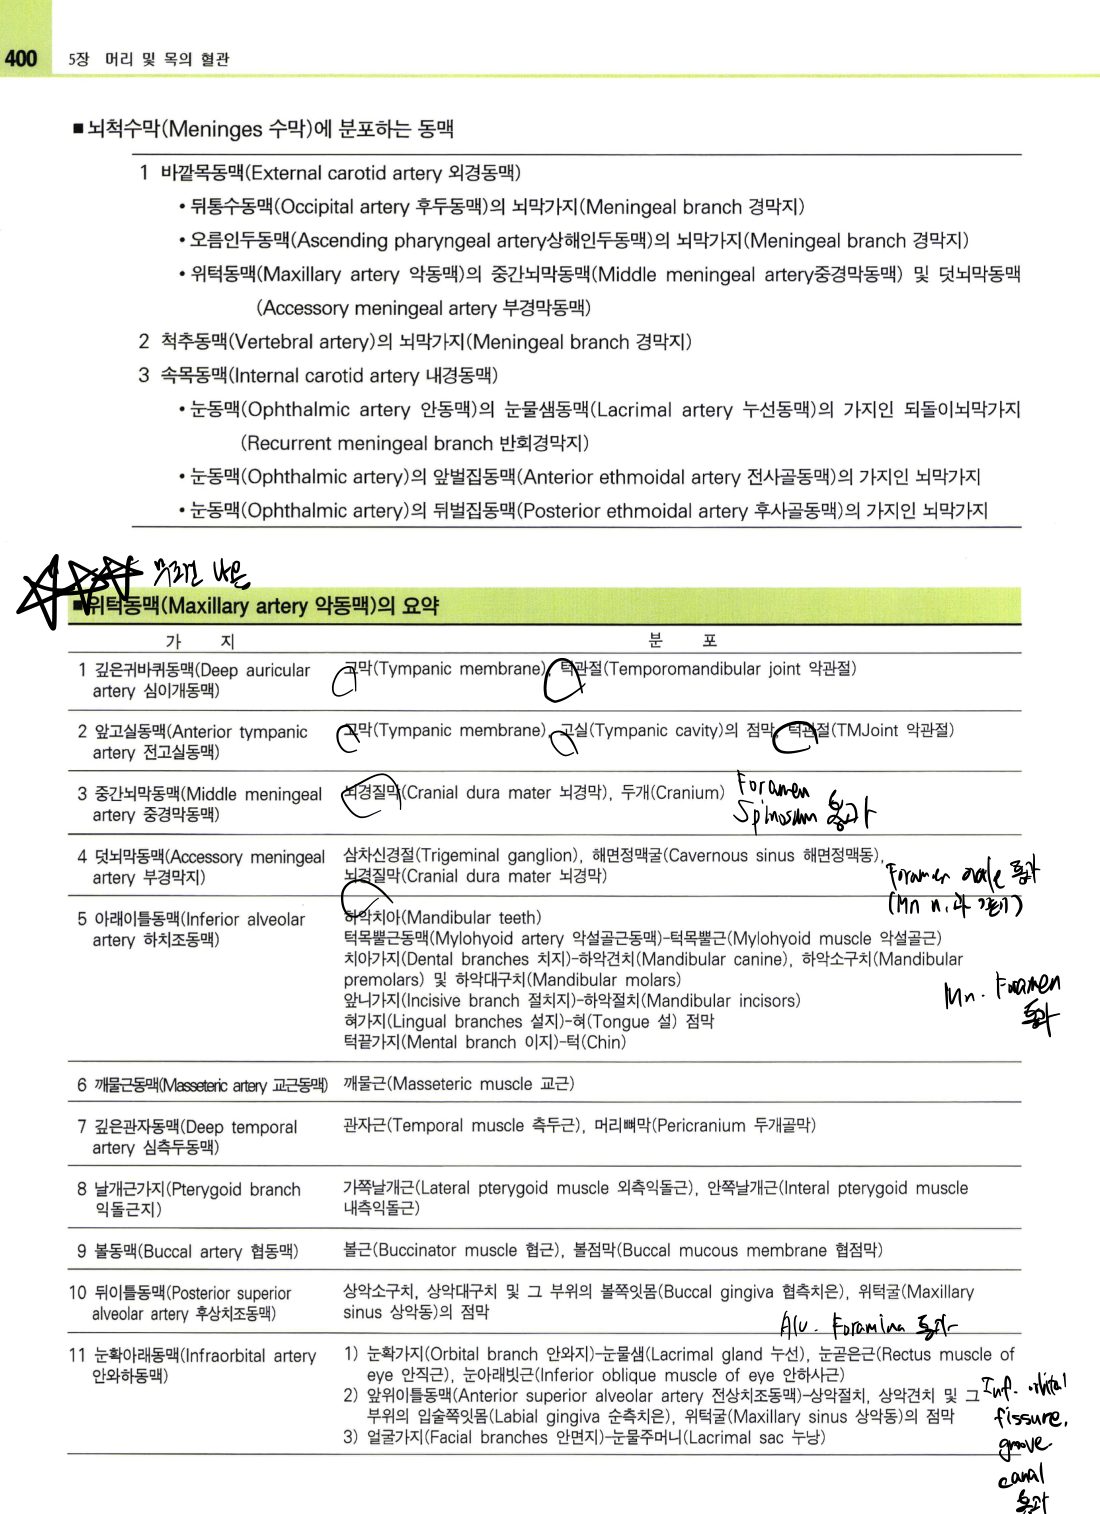 400
5장 머리 및 목의 혈관
■ 뇌척수막(Meninges 수막)에 분포하는 동맥
1 바깥목동맥(External carotid artery 외경동맥)
• 뒤통수동맥(Occipital artery 후두동맥)의 뇌막가지(Meningeal branch 경막지)
• 오름인두동맥(Ascending pharyngeal artery상해인두동맥)의 뇌막가지(Meningeal branch 경막지)
• 위턱동맥(Maxillary artery 악동맥)의 중간뇌막동맥(Middle meningeal artery중경막동맥) 및 덧뇌막동맥
(Accessory meningeal artery 부경막동맥)
2 척추동맥(Vertebral artery)의 뇌막가지(Meningeal branch 경막지)
3 속목동맥(Internal carotid artery 내경동맥)
• 눈동맥(Ophthalmic artery 안동맥)의 눈물샘동맥(Lacrimal artery 누선동맥)의 가지인 되돌이뇌막가지
(Recurrent meningeal branch 반회경막지)
• 눈동맥(Ophthalmic artery)의 앞벌집동맥(Anterior ethmoidal artery 전사골동맥)의 가지인 뇌막가지
• 눈동맥(Ophthalmic artery)의 뒤벌집동맥(Posterior ethmoidal artery 후사골동맥)의 가지인 뇌막가지
무조건 나온
■위턱동맥(Maxillary artery 악동맥)의 요약
가 지
분 포
1 깊은귀바퀴동맥(Deep auricular
artery 심이개동맥)
고막(Tympanic membrane), 턱관절(Temporomandibular joint 악관절)
2 앞고실동맥(Anterior tympanic
artery 전고실동맥)
고막(Tympanic membrane), 고실(Tympanic cavity)의 점막, 턱관절(TMJoint 악관절)
3 중간뇌막동맥(Middle meningeal
artery 중경막동맥)
뇌경질막(Cranial dura mater 뇌경막), 두개(Cranium)
Foramen
Spinosum 통과
4 덧뇌막동맥(Accessory meningeal
artery 부경막지)
삼차신경절(Trigeminal ganglion), 해면정맥굴(Cavernous sinus 해면정맥동),
뇌경질막(Cranial dura mater 뇌경막)
Foramen ovale 통과
(Mn n.과 같이)
5 아래이틀동맥(Inferior alveolar
artery 하치조동맥)
하악치아(Mandibular teeth)
턱목뿔근동맥(Mylohyoid artery 악설골근동맥)-턱목뿔근(Mylohyoid muscle 악설골근)
치아가지(Dental branches 치지)-하악견치(Mandibular canine), 하악소구치(Mandibular
premolars) 및 하악대구치(Mandibular molars)
앞니가지(Incisive branch 절치지)-하악절치(Mandibular incisors)
혀가지(Lingual branches 설지)-혀(Tongue 설) 점막
턱끝가지(Mental branch 이지)-턱(Chin)
Mn. Foramen
통과
6 깨물근동맥(Masseteric artery 교근동맥)
깨물근(Masseteric muscle 교근)
7 깊은관자동맥(Deep temporal
artery 심측두동맥)
관자근(Temporal muscle 측두근), 머리뼈막(Pericranium 두개골막)
8 날개근가지(Pterygoid branch
익돌근지)
가쪽날개근(Lateral pterygoid muscle 외측익돌근), 안쪽날개근(Interal pterygoid muscle
내측익돌근)
9 볼동맥(Buccal artery 협동맥)
볼근(Buccinator muscle 협근), 볼점막(Buccal mucous membrane 협점막)
10 뒤이틀동맥(Posterior superior
alveolar artery 후상치조동맥)
상악소구치, 상악대구치 및 그 부위의 볼쪽잇몸(Buccal gingiva 협측치은), 위턱굴(Maxillary
sinus 상악동)의 점막
Alv. Foramina 통과
11 눈확아래동맥(Infraorbital artery
안와하동맥)
1) 눈확가지(Orbital branch 안와지)-눈물샘(Lacrimal gland 누선), 눈곧은근(Rectus muscle of
eye 안직근), 눈아래빗근(Inferior oblique muscle of eye 안하사근)
2) 앞위이틀동맥(Anterior superior alveolar artery 전상치조동맥)-상악절치, 상악견치 및 그
부위의 입술쪽잇몸(Labial gingiva 순측치은), 위턱굴(Maxillary sinus 상악동)의 점막
3) 얼굴가지(Facial branches 안면지)-눈물주머니(Lacrimal sac 누낭)
Inf. orbital
fissure,
groove
canal
통과